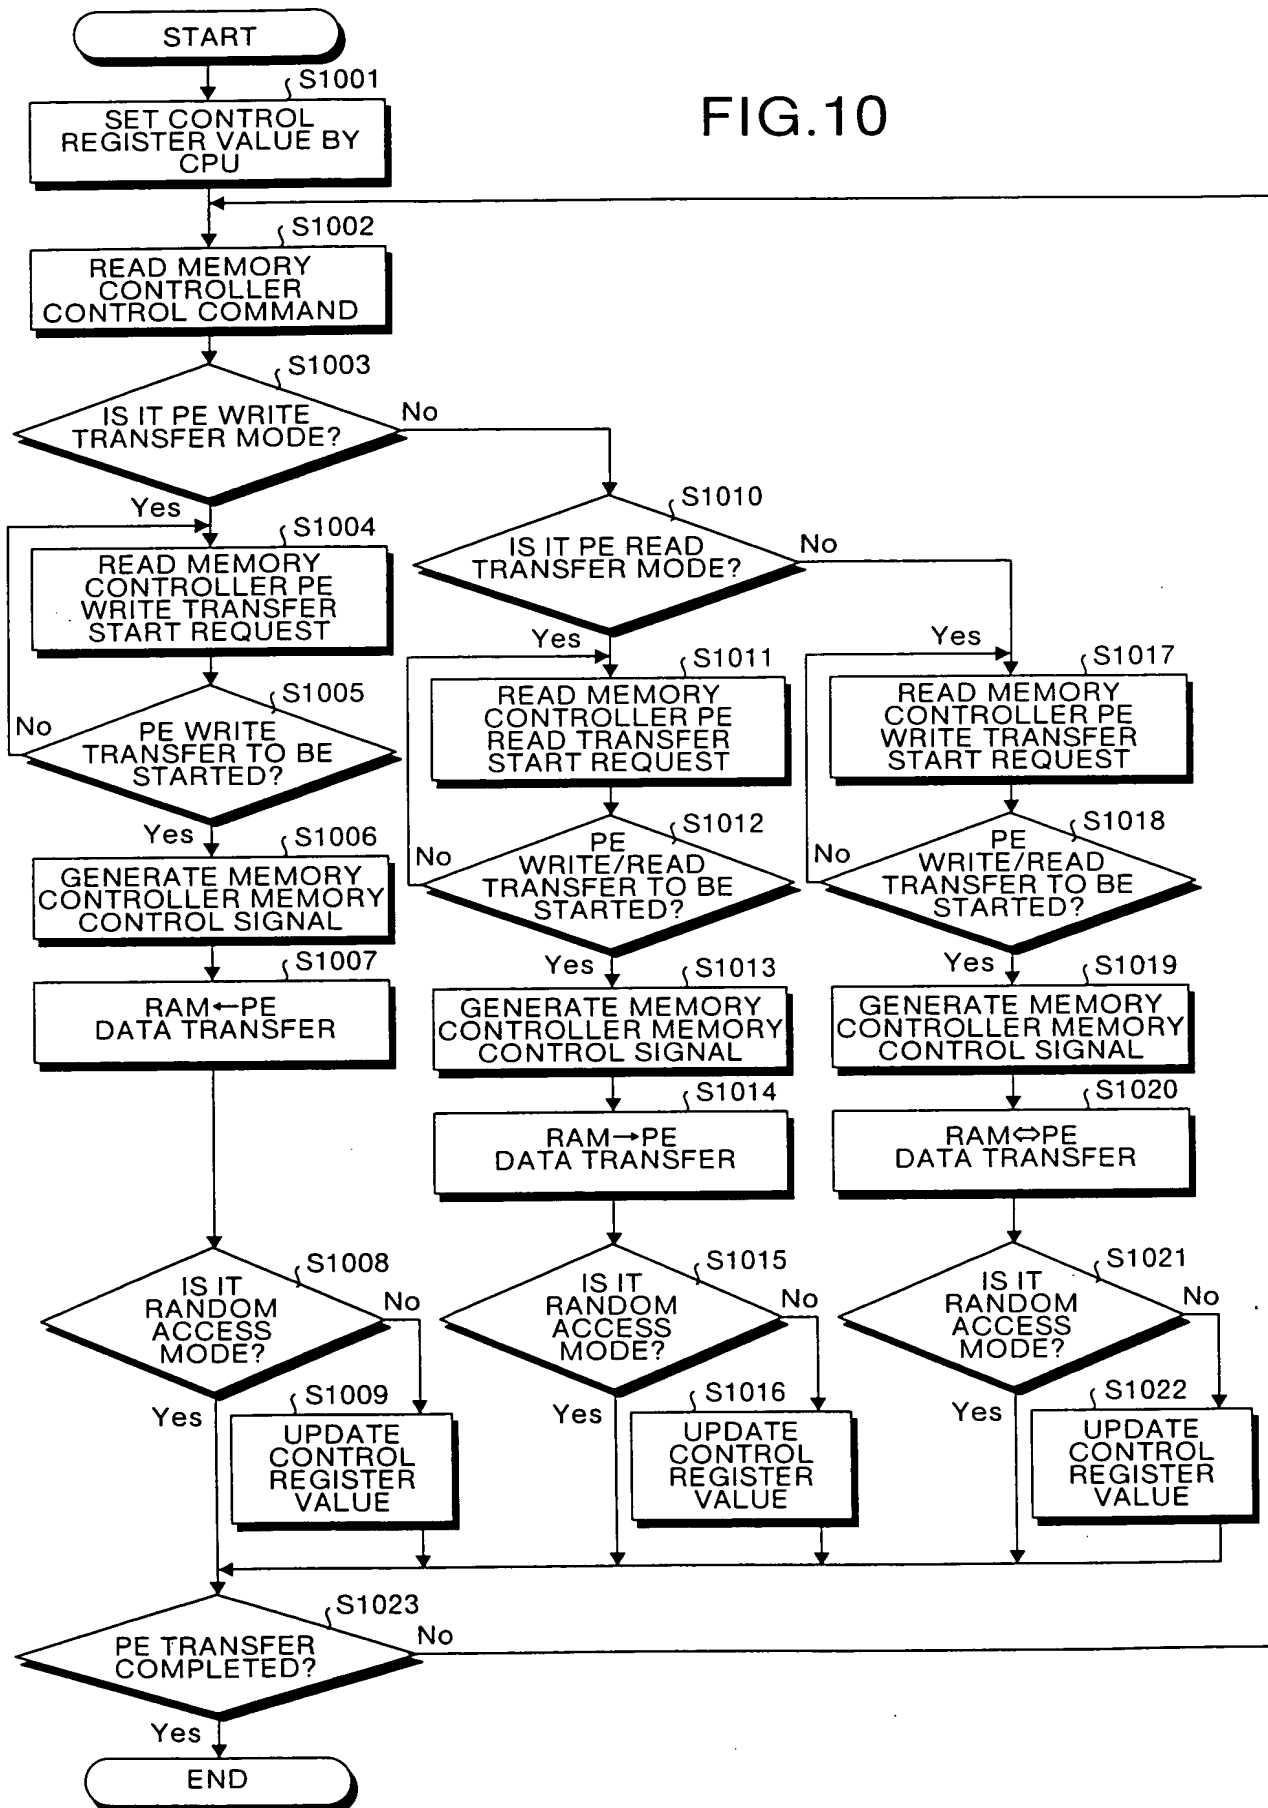 START
S1001
SET CONTROL
REGISTER VALUE BY
CPU
FIG.10
S1002
READ MEMORY
CONTROLLER
CONTROL COMMAND
S1003
IS IT PE WRITE
TRANSFER MODE?
No
Yes
S1004
READ MEMORY
CONTROLLER PE
WRITE TRANSFER
START REQUEST
S1005
No
PE WRITE
TRANSFER TO BE
STARTED?
Yes
S1006
GENERATE MEMORY
CONTROLLER MEMORY
CONTROL SIGNAL
S1007
RAM←PE
DATA TRANSFER
S1008
IS IT
RANDOM
ACCESS
MODE?
No
Yes
S1009
UPDATE
CONTROL
REGISTER
VALUE
S1010
IS IT PE READ
TRANSFER MODE?
No
Yes
S1011
READ MEMORY
CONTROLLER PE
READ TRANSFER
START REQUEST
S1012
No
PE
WRITE/READ
TRANSFER TO BE
STARTED?
Yes
S1013
GENERATE MEMORY
CONTROLLER MEMORY
CONTROL SIGNAL
S1014
RAM→PE
DATA TRANSFER
S1015
IS IT
RANDOM
ACCESS
MODE?
No
Yes
S1016
UPDATE
CONTROL
REGISTER
VALUE
Yes
S1017
READ MEMORY
CONTROLLER PE
WRITE TRANSFER
START REQUEST
S1018
No
PE
WRITE/READ
TRANSFER TO BE
STARTED?
Yes
S1019
GENERATE MEMORY
CONTROLLER MEMORY
CONTROL SIGNAL
S1020
RAM⇔PE
DATA TRANSFER
S1021
IS IT
RANDOM
ACCESS
MODE?
No
Yes
S1022
UPDATE
CONTROL
REGISTER
VALUE
S1023
PE TRANSFER
COMPLETED?
No
Yes
END